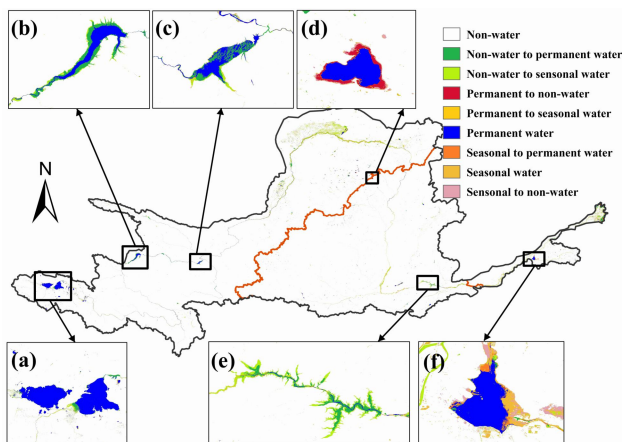 (b)
(c)
(d)
Non-water
Non-water to permanent water
Non-water to sensonal water
Permanent to non-water
Permanent to seasonal water
Permanent water
Seasonal to permanent water
Seasonal water
Sensonal to non-water
N
(a)
(e)
(f)